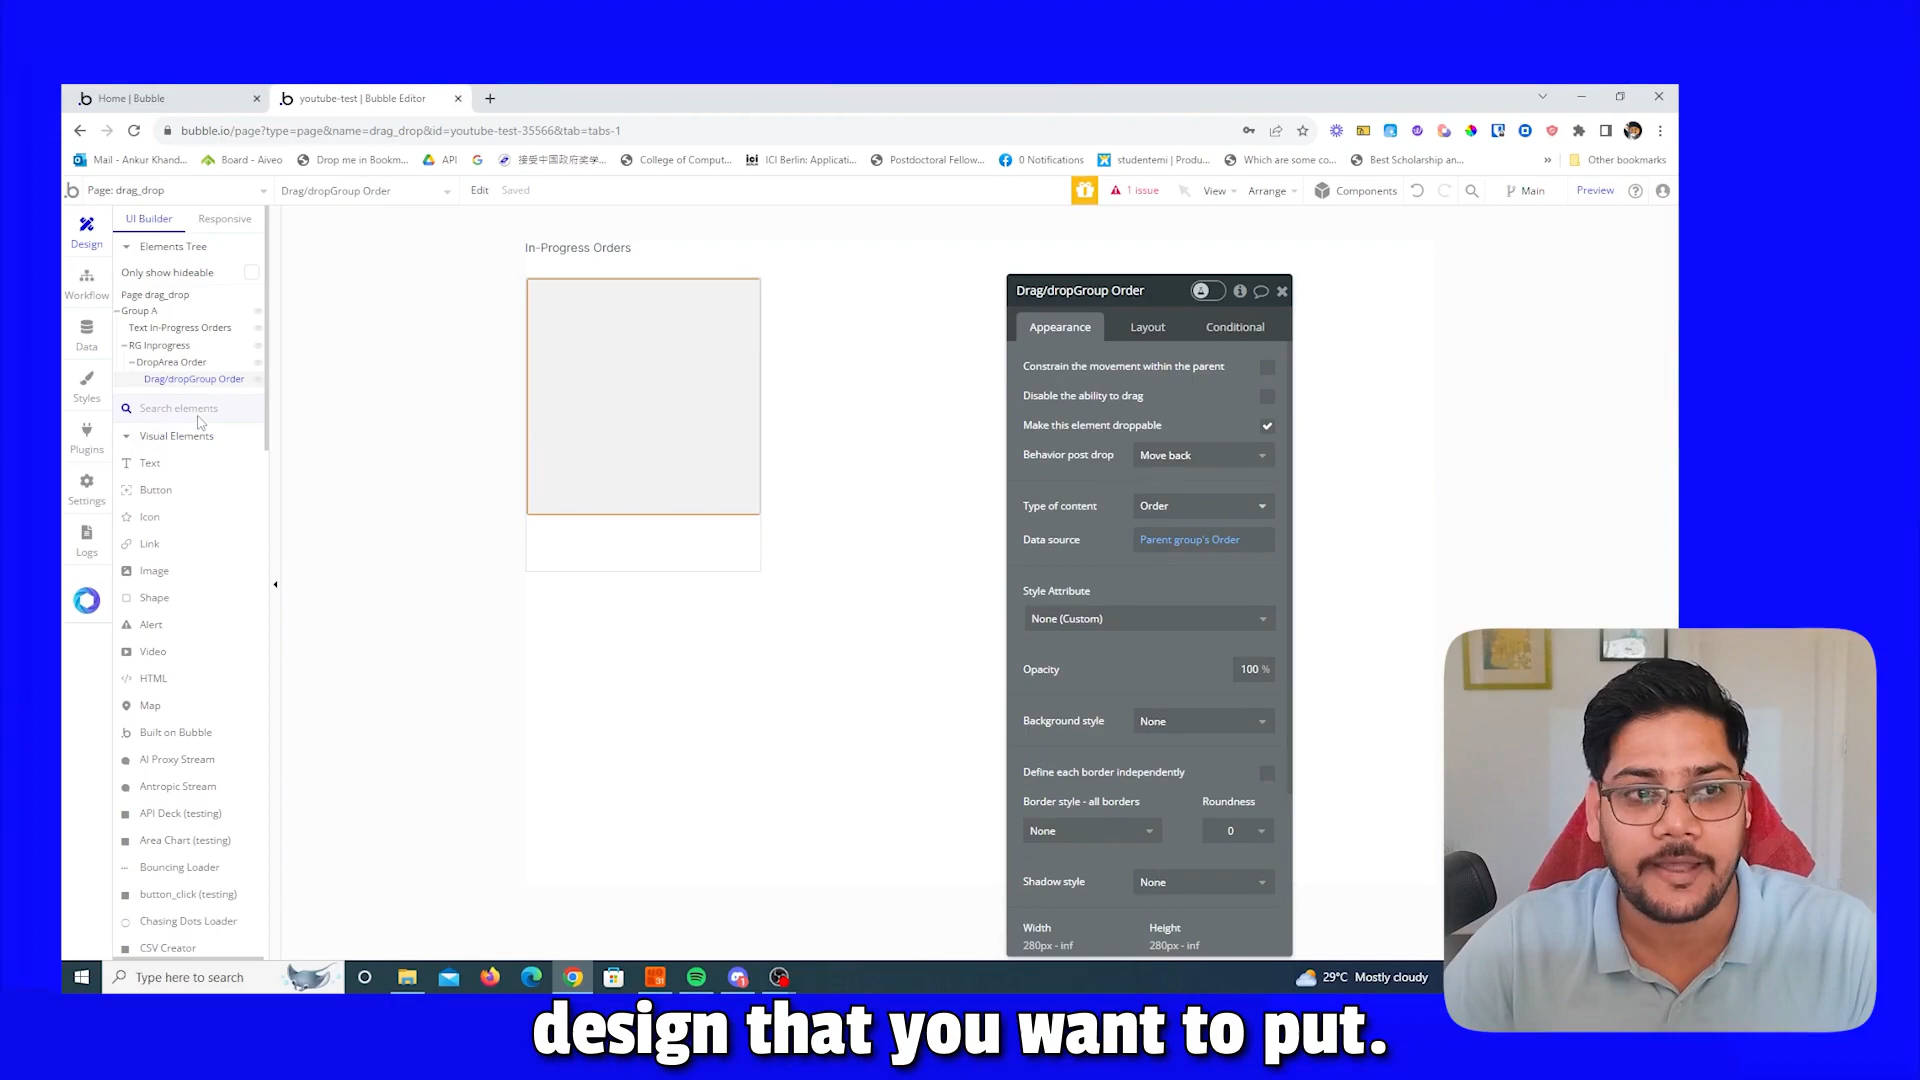 Home | Bubble
youtube-test | Bubble Editor
bubble.io/page?type=page&name=drag_drop&id=youtube-test-35566&tab=tabs-1
Mail - Ankur Khand...
Board - Aiveo
Drop me in Bookm...
API
接受中国政府奖学...
College of Comput...
ICI Berlin: Applicati...
Postdoctoral Fellow...
0 Notifications
studentemi | Produ...
Which are some co...
Best Scholarship an...
»
Other bookmarks
Page: drag_drop
Drag/dropGroup Order
Edit
Saved
1 issue
View
Arrange
Components
Main
Preview
Design
Workflow
Data
Styles
Plugins
Settings
Logs
UI Builder
Responsive
Elements Tree
Only show hideable
Page drag_drop
Group A
Text In-Progress Orders
RG Inprogress
DropArea Order
Drag/dropGroup Order
Search elements
Visual Elements
Text
Button
Icon
Link
Image
Shape
Alert
Video
HTML
Map
Built on Bubble
AI Proxy Stream
Antropic Stream
API Deck (testing)
Area Chart (testing)
Bouncing Loader
button_click (testing)
Chasing Dots Loader
CSV Creator
In-Progress Orders
Drag/dropGroup Order
Appearance
Layout
Conditional
Constrain the movement within the parent
Disable the ability to drag
Make this element droppable
Behavior post drop
Move back
Type of content
Order
Data source
Parent group's Order
Style Attribute
None (Custom)
Opacity
100 %
Background style
None
Define each border independently
Border style - all borders
Roundness
None
0
Shadow style
None
Width
Height
280px - inf
280px - inf
Type here to search
29°C Mostly cloudy
design that you want to put.